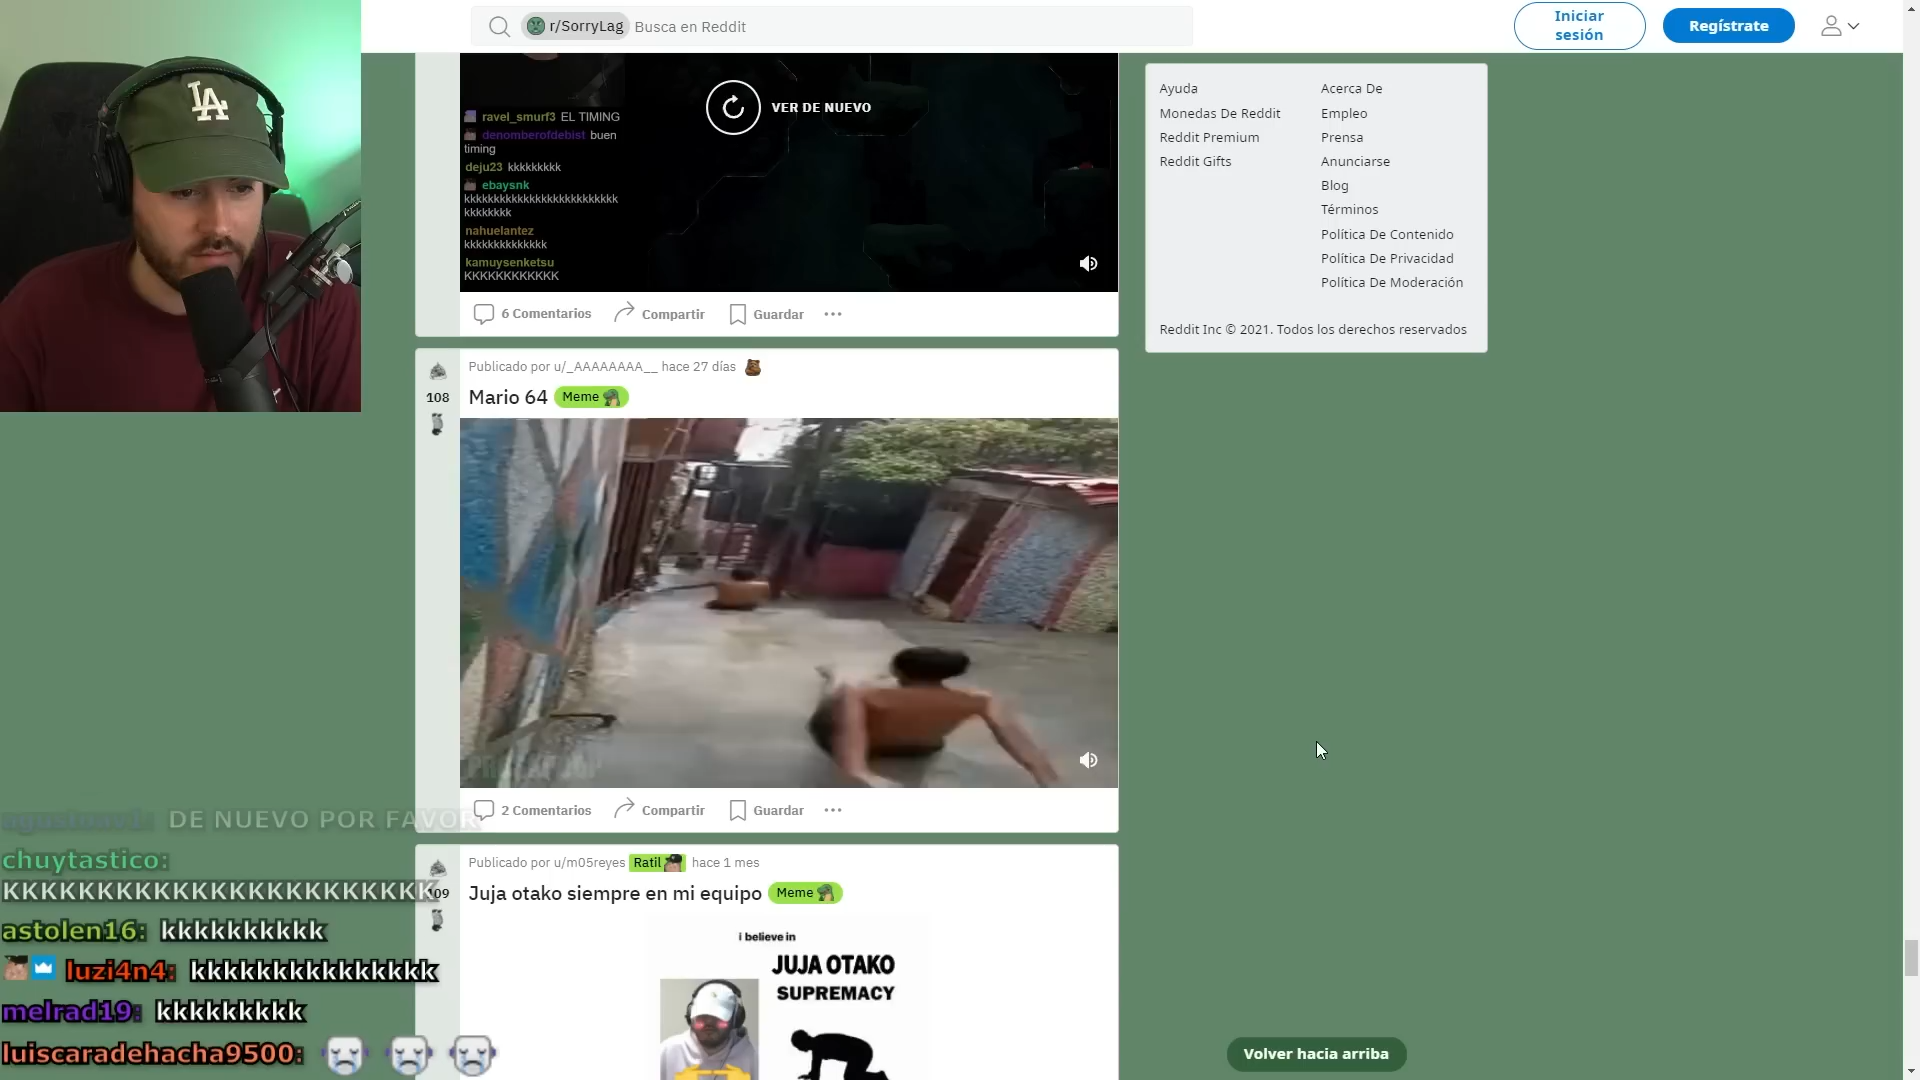 LA
r/SorryLag
Busca en Reddit
Iniciar
sesión
Regístrate
ravel_smurf3 EL TIMING
denomberofdebist buen
timing
deju23 kkkkkkkkk
ebaysnk
kkkkkkkkkkkkkkkkkkkkkkkkkk
kkkkkkkk
nahuelantez
kkkkkkkkkkkkkk
kamuysenketsu
KKKKKKKKKKKK
VER DE NUEVO
6 Comentarios
Compartir
Guardar
Ayuda
Monedas De Reddit
Reddit Premium
Reddit Gifts
Acerca De
Empleo
Prensa
Anunciarse
Blog
Términos
Política De Contenido
Política De Privacidad
Política De Moderación
Reddit Inc © 2021. Todos los derechos reservados
Publicado por u/_AAAAAAAA__ hace 27 días
108
Mario 64 Meme
2 Comentarios
Compartir
Guardar
Publicado por u/m05reyes Ratil hace 1 mes
109
Juja otako siempre en mi equipo Meme
i believe in
JUJA OTAKO
SUPREMACY
DE NUEVO POR FAVOR
chuytastico:
KKKKKKKKKKKKKKKKKKKKKKK
astolen16: kkkkkkkkkk
luzi4n4: kkkkkkkkkkkkkkk
melrad19: kkkkkkkkk
luiscaradehacha9500:
Volver hacia arriba